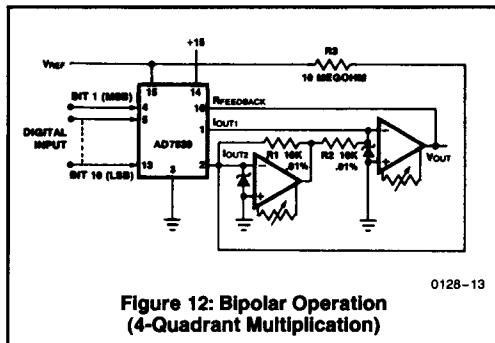 +15
VREF
R3
10 MEGOHM
15
14
BIT 1 (MSB)
4
5
16
RFEEDBACK
DIGITAL
INPUT
AD7530
1
IOUT1
R1 10K
.01%
R2 10K
.01%
VOUT
BIT 10 (LSB)
13
3
2
IOUT2
0128–13
Figure 12: Bipolar Operation
(4-Quadrant Multiplication)